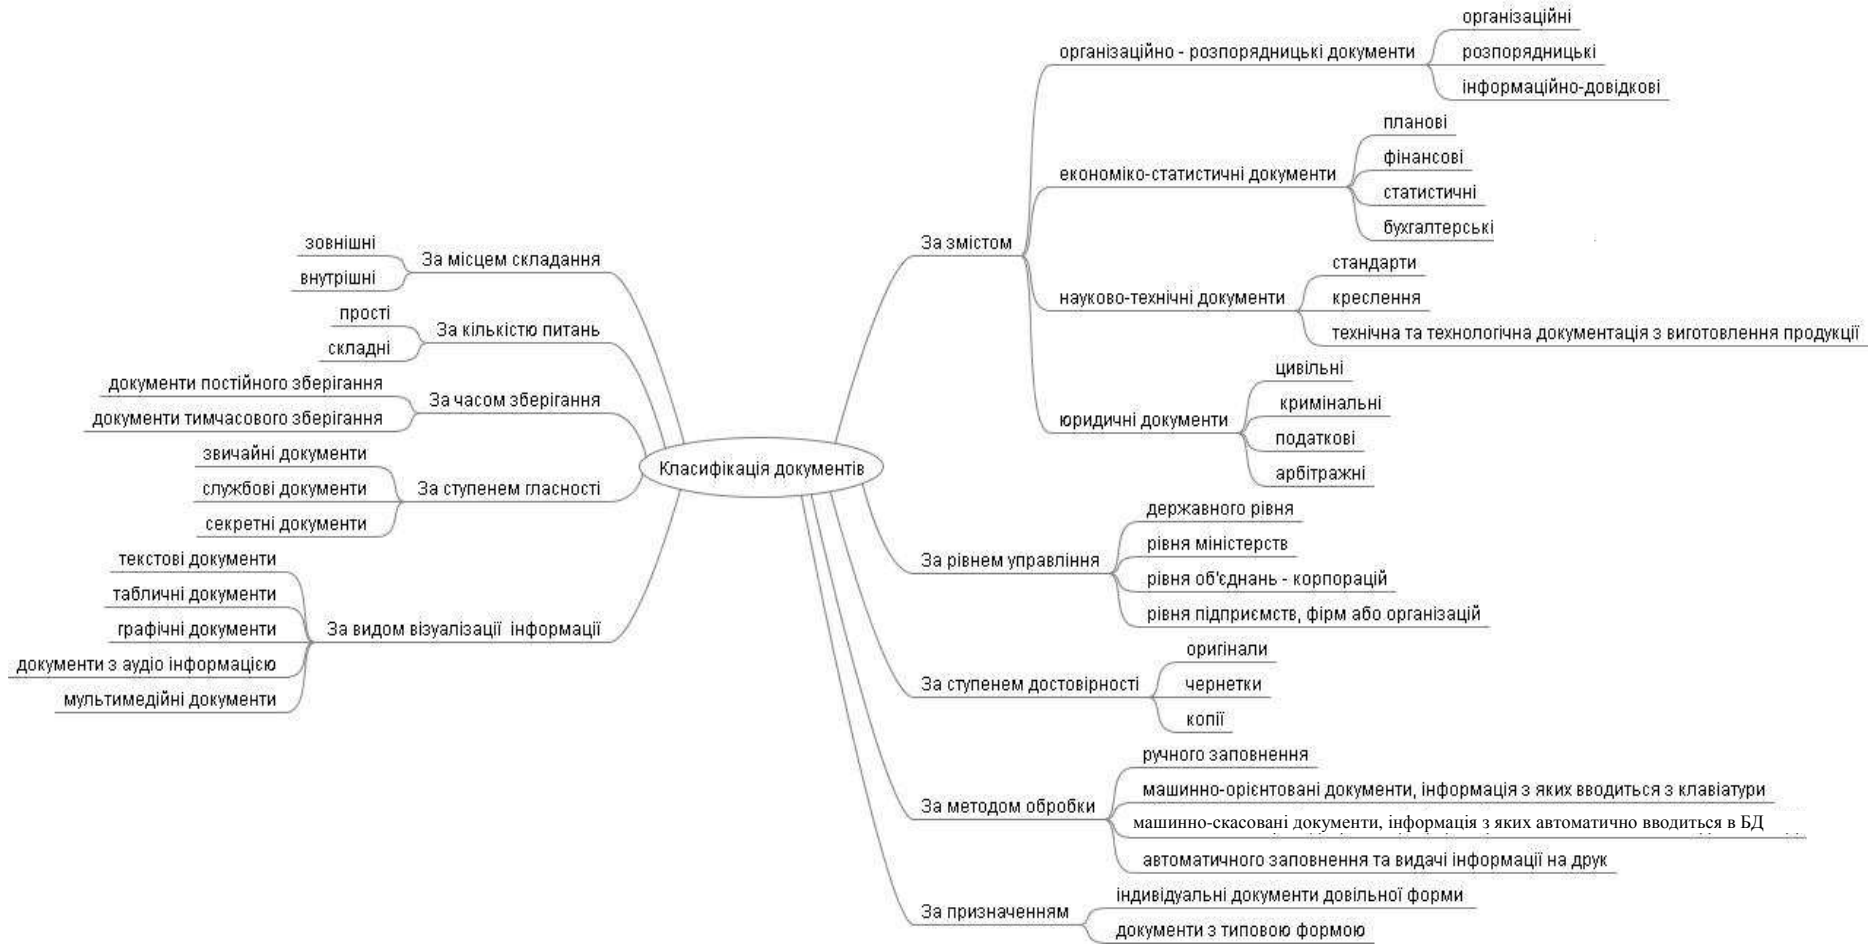 Класифікація документів
За змістом
організаційно - розпорядницькі документи
організаційні
розпорядницькі
інформаційно-довідкові
економіко-статистичні документи
планові
фінансові
статистичні
бухгалтерські
науково-технічні документи
стандарти
креслення
технічна та технологічна документація з виготовлення продукції
юридичні документи
цивільні
кримінальні
податкові
арбітражні
За рівнем управління
державного рівня
рівня міністерств
рівня об'єднань - корпорацій
рівня підприємств, фірм або організацій
За ступенем достовірності
оригінали
чернетки
копії
За методом обробки
ручного заповнення
машинно-орієнтовані документи, інформація з яких вводиться з клавіатури
машинно-скасовані документи, інформація з яких автоматично вводиться в БД
автоматичного заповнення та видачі інформації на друк
За призначенням
індивідуальні документи довільної форми
документи з типовою формою
За місцем складання
зовнішні
внутрішні
За кількістю питань
прості
складні
За часом зберігання
документи постійного зберігання
документи тимчасового зберігання
За ступенем гласності
звичайні документи
службові документи
секретні документи
За видом візуалізації інформації
текстові документи
табличні документи
графічні документи
документи з аудіо інформацією
мультимедійні документи